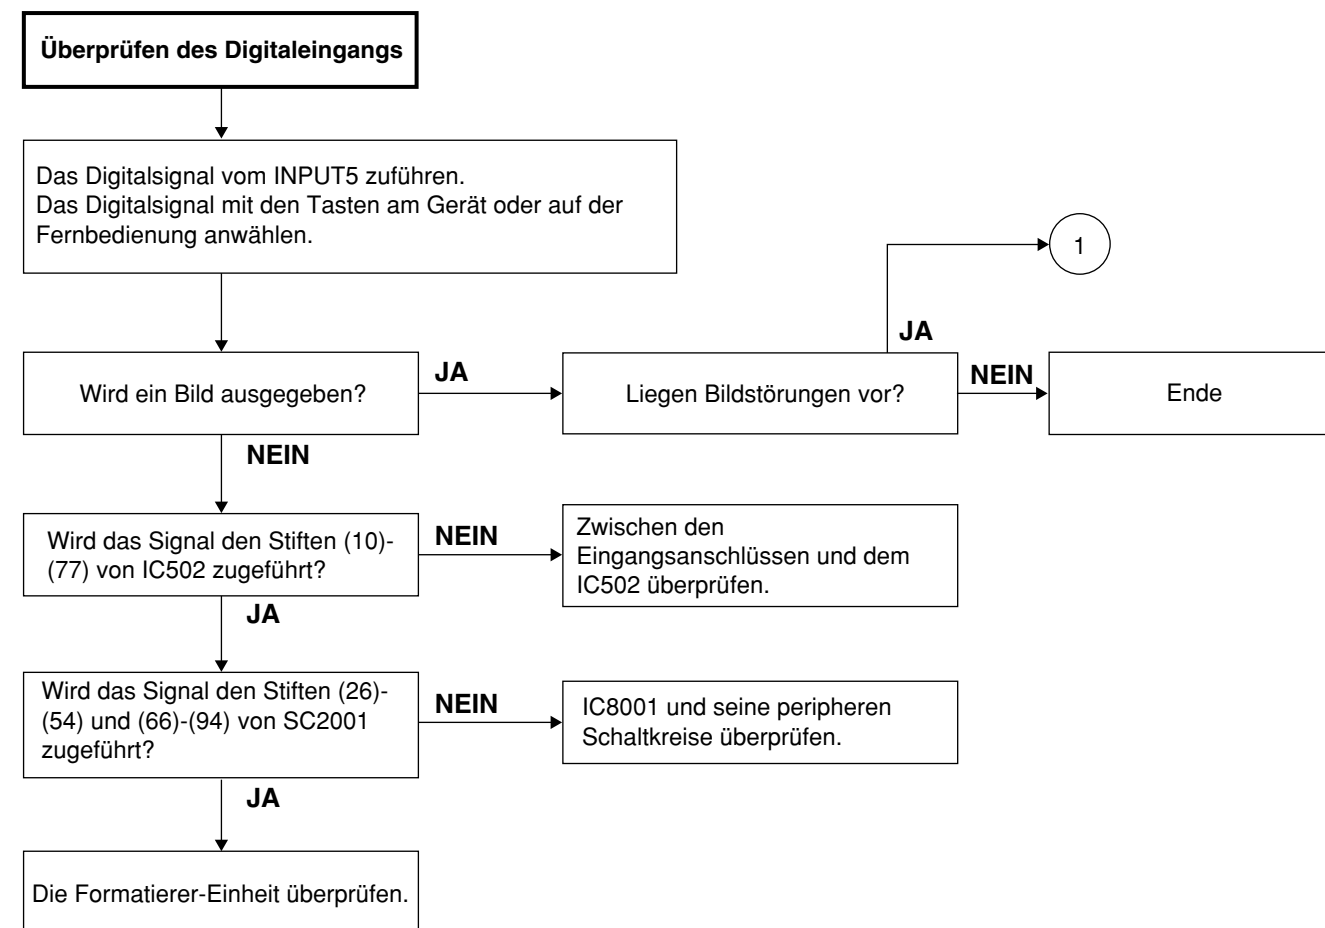 Überprüfen des Digitaleingangs
Das Digitalsignal vom INPUT5 zuführen.
Das Digitalsignal mit den Tasten am Gerät oder auf der
Fernbedienung anwählen.
1
JA
Wird ein Bild ausgegeben?
JA
Liegen Bildstörungen vor?
NEIN
Ende
NEIN
Wird das Signal den Stiften (10)-
(77) von IC502 zugeführt?
NEIN
Zwischen den
Eingangsanschlüssen und dem
IC502 überprüfen.
JA
Wird das Signal den Stiften (26)-
(54) und (66)-(94) von SC2001
zugeführt?
NEIN
IC8001 und seine peripheren
Schaltkreise überprüfen.
JA
Die Formatierer-Einheit überprüfen.